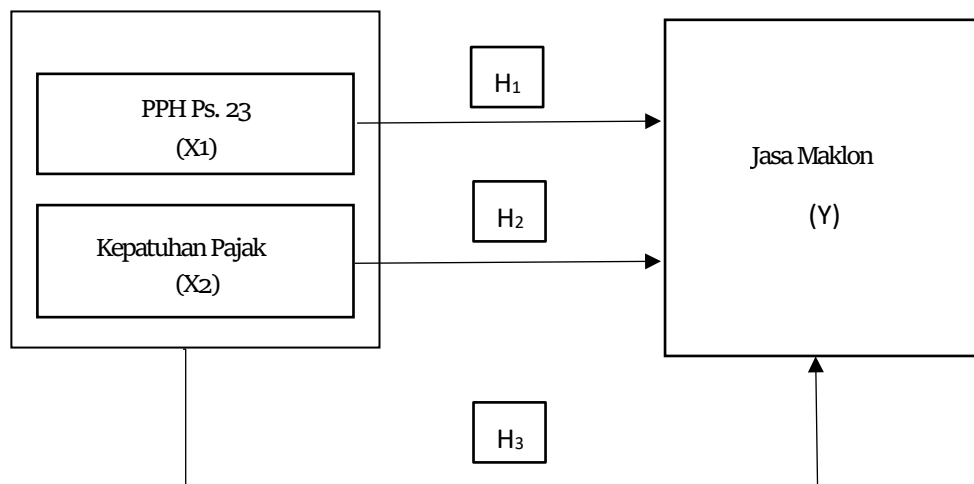 PPH Ps. 23
(X1)
H₁
Jasa Maklon
(Y)
H₂
Kepatuhan Pajak
(X2)
H₃